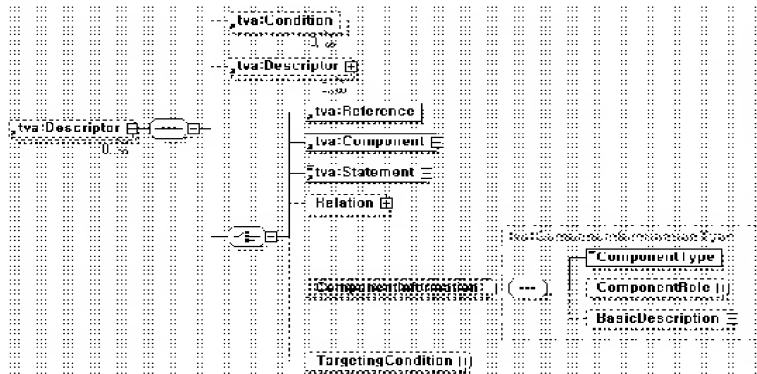 tva:Condition
tva:Descriptor
0..∞
tva:Descriptor
0..∞
tva:Reference
tva:Component
tva:Statement
Relation
ComponentInformation
ComponentType
ComponentRole
BasicDescription
TargetingCondition